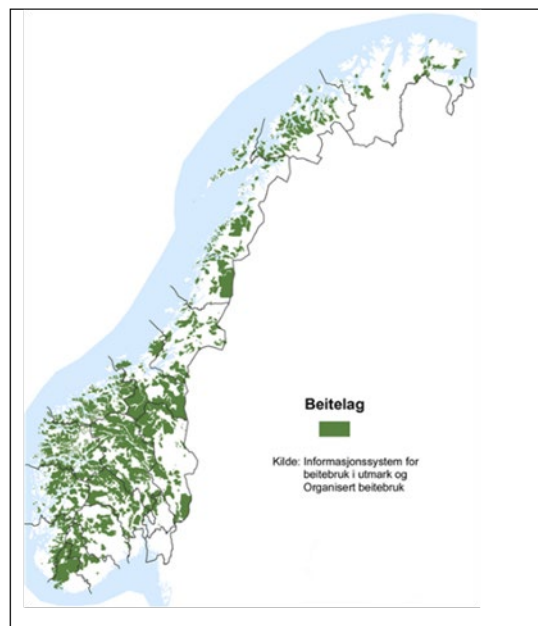 Beitelag
Kilde: Informasjonssystem for
beitebruk i utmark og
Organisert beitebruk